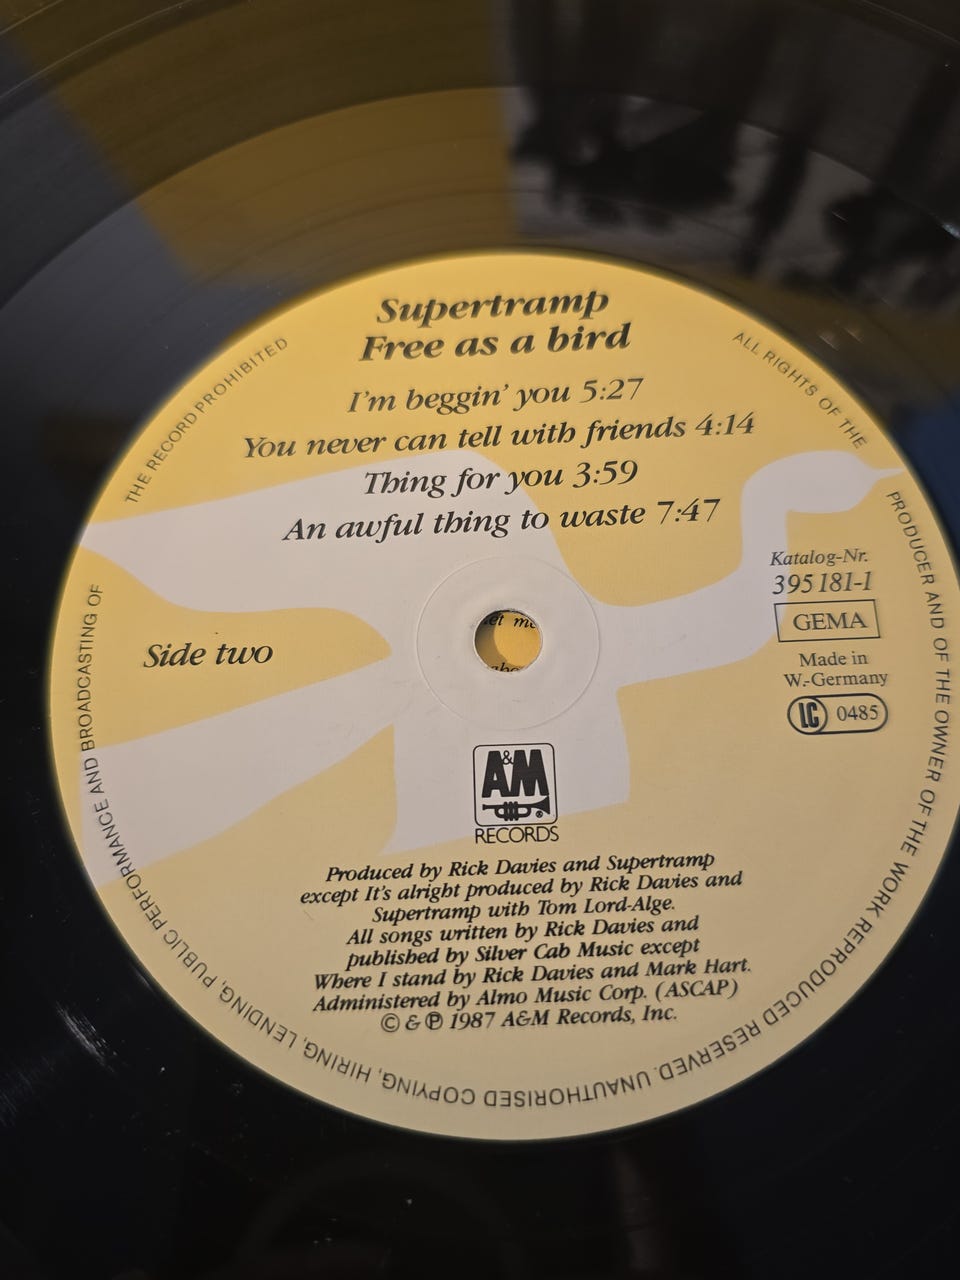 Supertramp
Free as a bird
I'm beggin' you 5:27
You never can tell with friends 4:14
Thing for you 3:59
An awful thing to waste 7:47
Katalog-Nr.
395 181-1
GEMA
Made in
W.-Germany
LC 0485
Side two
A&M
®
RECORDS
Produced by Rick Davies and Supertramp
except It's alright produced by Rick Davies and
Supertramp with Tom Lord-Alge.
All songs written by Rick Davies and
published by Silver Cab Music except
Where I stand by Rick Davies and Mark Hart.
Administered by Almo Music Corp. (ASCAP)
© & ℗ 1987 A&M Records, Inc.
ALL RIGHTS OF THE PRODUCER AND OF THE OWNER OF THE WORK REPRODUCED RESERVED. UNAUTHORISED COPYING, HIRING, LENDING, PUBLIC PERFORMANCE AND BROADCASTING OF THE RECORD PROHIBITED